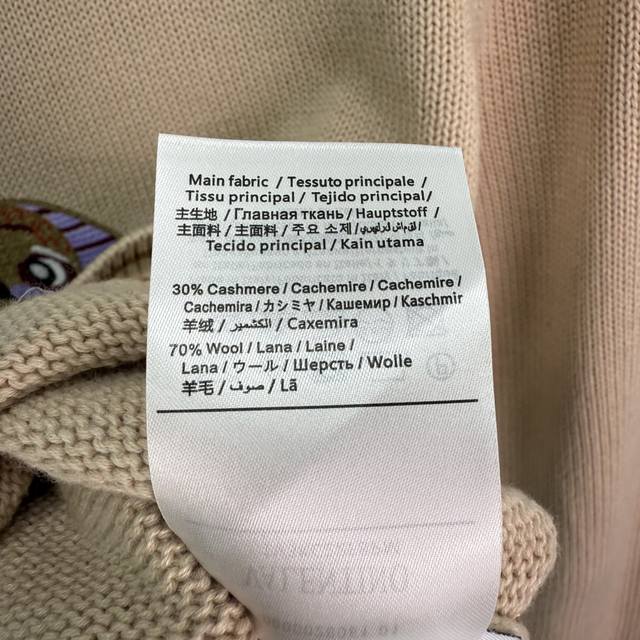 Main fabric / Tessuto principale /
Tissu principal / Tejido principal/
主生地 / Главная ткань / Hauptstoff /
主面料 / 主面料 / 주요 소재 /
Tecido principal / Kain utama
30% Cashmere / Cachemire / Cachemire /
Cachemira / カシミヤ / Кашемир / Kaschmir
羊绒 / الكشمير / Caxemira
70% Wool / Lana / Laine /
Lana / ウール / Шерсть / Wolle
羊毛 / صوف / Lã
VALENTINO